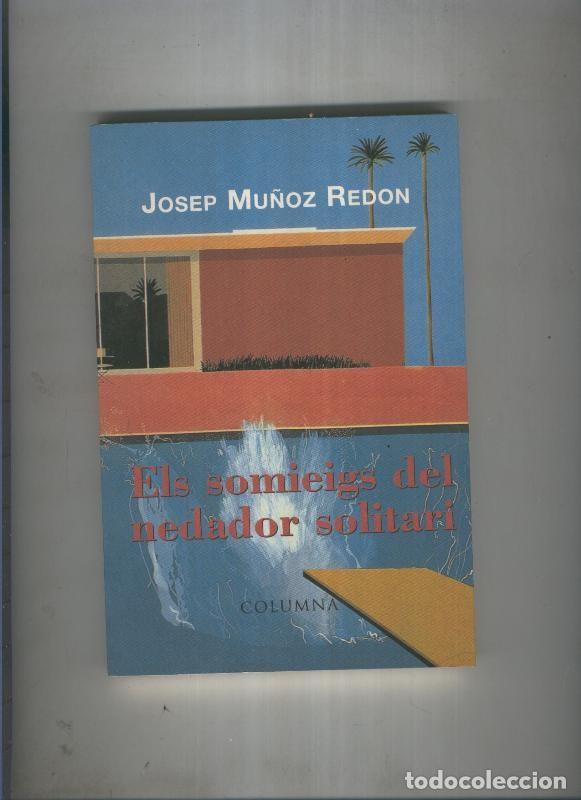 JOSEP MUÑOZ REDON
Els somieigs del
nedador solitari
COLUMNA
todocoleccion